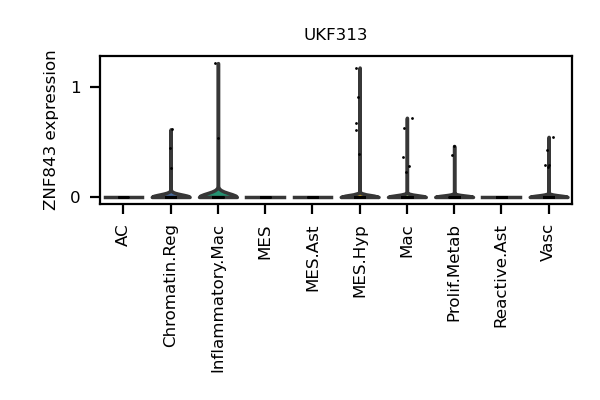 UKF313
ZNF843 expression
1
0
AC
Chromatin.Reg
Inflammatory.Mac
MES
MES.Ast
MES.Hyp
Mac
Prolif.Metab
Reactive.Ast
Vasc